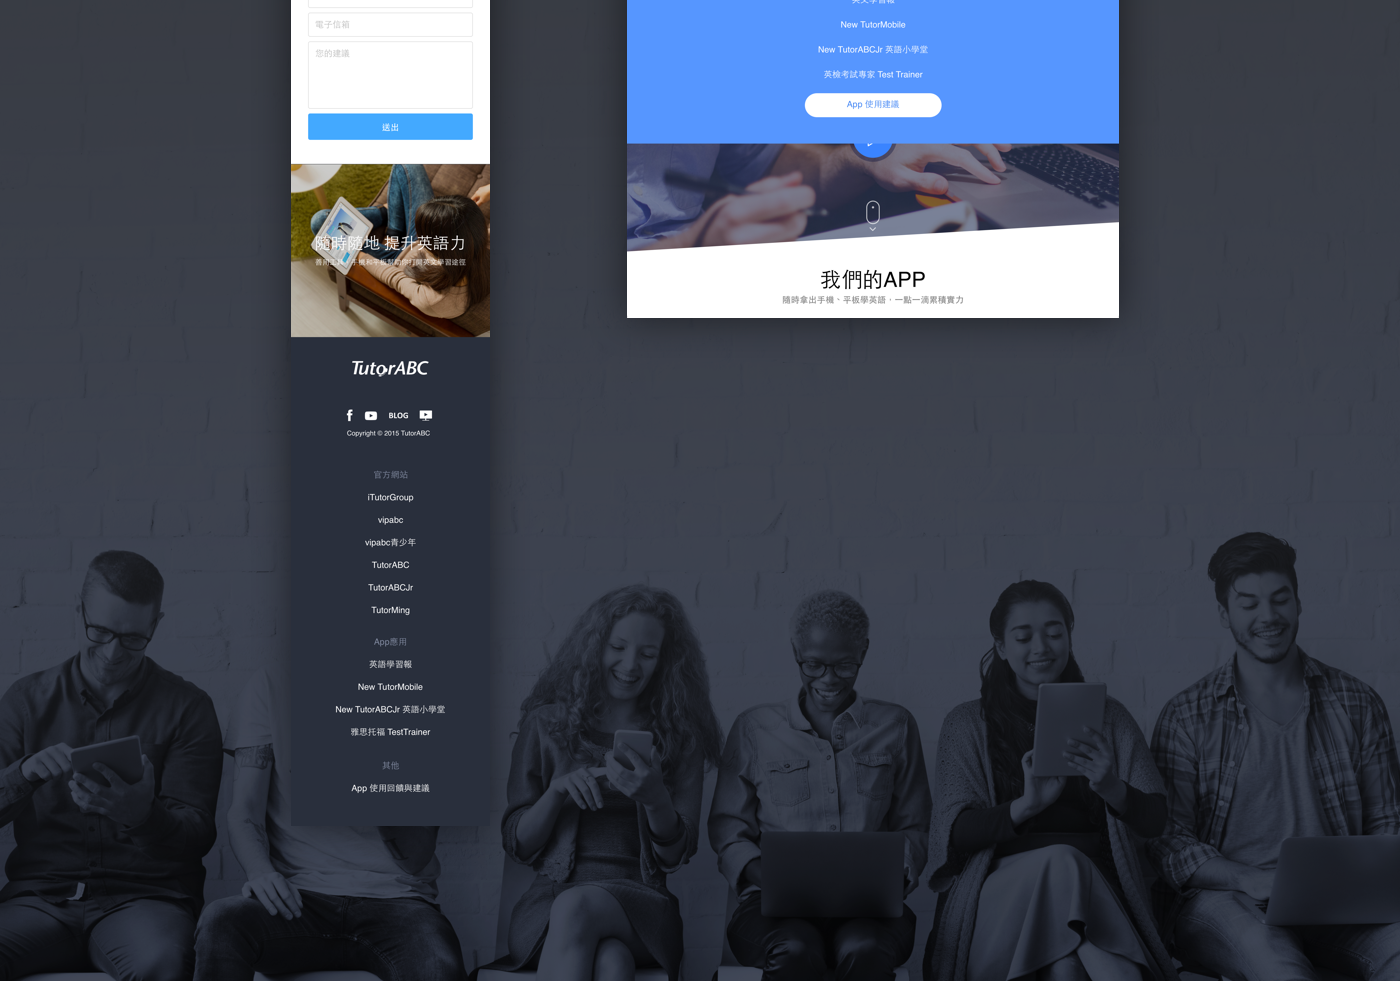 電子信箱
您的建議
送出
隨時隨地 提升英語力
TutorABC
BLOG
Copyright © 2015 TutorABC
官方網站
iTutorGroup
vipabc
vipabc青少年
TutorABC
TutorABCJr
TutorMing
App應用
英語學習報
New TutorMobile
New TutorABCJr 英語小學堂
雅思托福 TestTrainer
其他
App 使用回饋與建議
New TutorMobile
New TutorABCJr 英語小學堂
英檢考試專家 Test Trainer
App 使用建議
我們的APP
隨時拿出手機、平板學英語，一點一滴累積實力